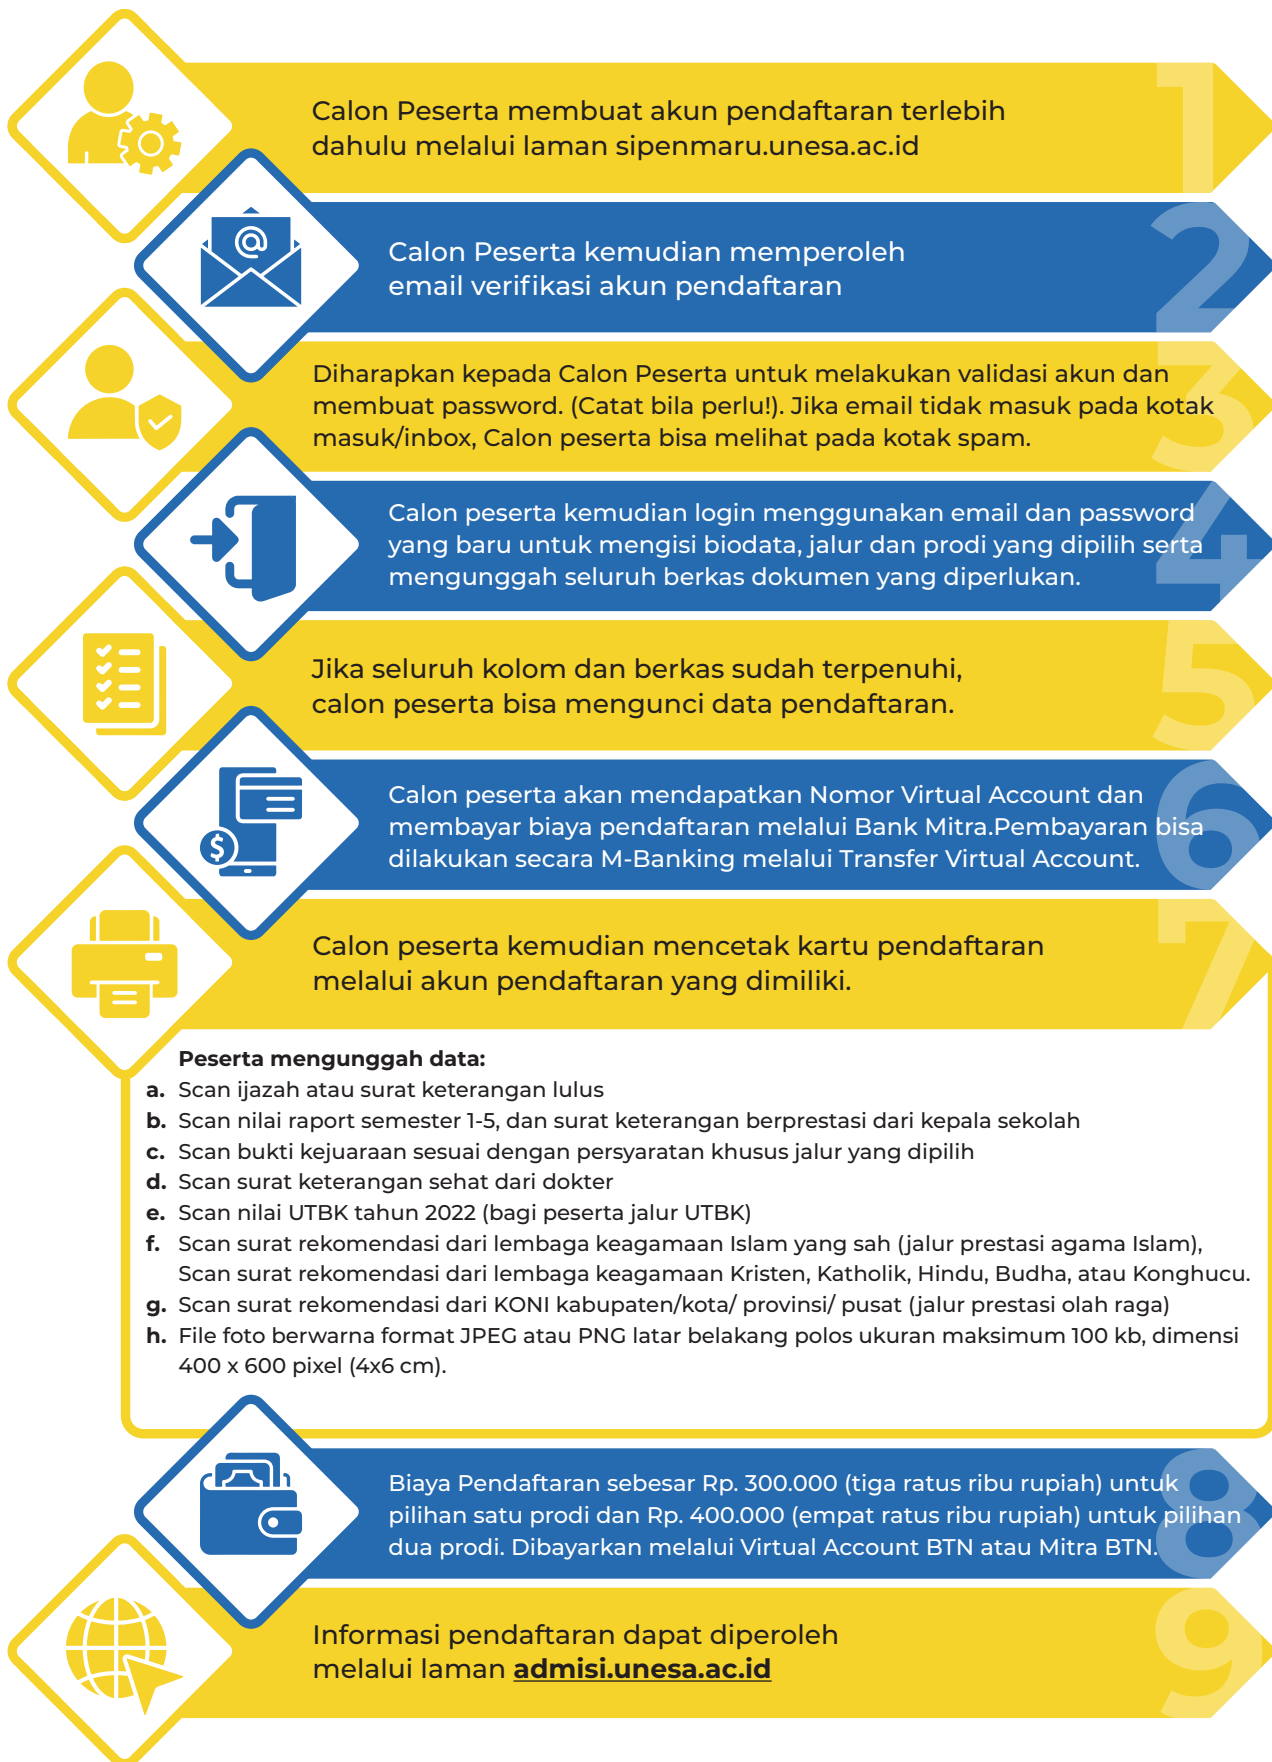 1
Calon Peserta membuat akun pendaftaran terlebih
dahulu melalui laman sipenmaru.unesa.ac.id
2
Calon Peserta kemudian memperoleh
email verifikasi akun pendaftaran
3
Diharapkan kepada Calon Peserta untuk melakukan validasi akun dan
membuat password. (Catat bila perlu!). Jika email tidak masuk pada kotak
masuk/inbox, Calon peserta bisa melihat pada kotak spam.
4
Calon peserta kemudian login menggunakan email dan password
yang baru untuk mengisi biodata, jalur dan prodi yang dipilih serta
mengunggah seluruh berkas dokumen yang diperlukan.
5
Jika seluruh kolom dan berkas sudah terpenuhi,
calon peserta bisa mengunci data pendaftaran.
6
Calon peserta akan mendapatkan Nomor Virtual Account dan
membayar biaya pendaftaran melalui Bank Mitra.Pembayaran bisa
dilakukan secara M-Banking melalui Transfer Virtual Account.
7
Calon peserta kemudian mencetak kartu pendaftaran
melalui akun pendaftaran yang dimiliki.
Peserta mengunggah data:
a. Scan ijazah atau surat keterangan lulus
b. Scan nilai raport semester 1-5, dan surat keterangan berprestasi dari kepala sekolah
c. Scan bukti kejuaraan sesuai dengan persyaratan khusus jalur yang dipilih
d. Scan surat keterangan sehat dari dokter
e. Scan nilai UTBK tahun 2022 (bagi peserta jalur UTBK)
f. Scan surat rekomendasi dari lembaga keagamaan Islam yang sah (jalur prestasi agama Islam),
Scan surat rekomendasi dari lembaga keagamaan Kristen, Katholik, Hindu, Budha, atau Konghucu.
g. Scan surat rekomendasi dari KONI kabupaten/kota/ provinsi/ pusat (jalur prestasi olah raga)
h. File foto berwarna format JPEG atau PNG latar belakang polos ukuran maksimum 100 kb, dimensi
400 x 600 pixel (4x6 cm).
8
Biaya Pendaftaran sebesar Rp. 300.000 (tiga ratus ribu rupiah) untuk
pilihan satu prodi dan Rp. 400.000 (empat ratus ribu rupiah) untuk pilihan
dua prodi. Dibayarkan melalui Virtual Account BTN atau Mitra BTN.
9
Informasi pendaftaran dapat diperoleh
melalui laman admisi.unesa.ac.id